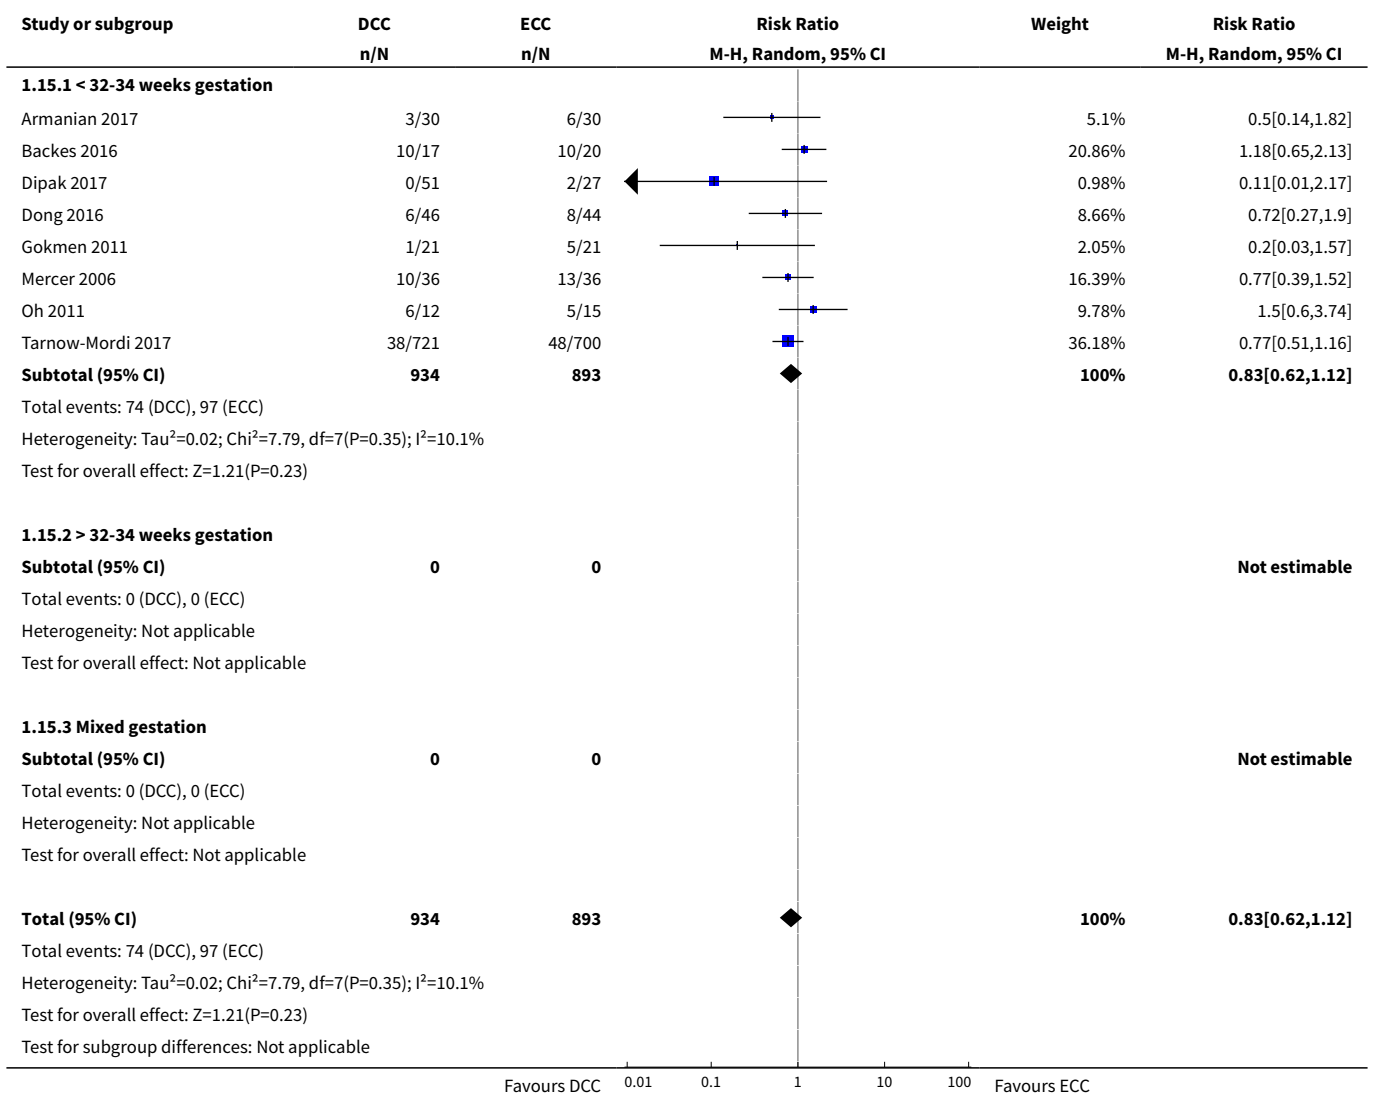 Study or subgroup DCC ECC Risk Ratio Weight Risk Ratio
n/N n/N M-H, Random, 95% CI M-H, Random, 95% CI
1.15.1 < 32-34 weeks gestation
Armanian 2017 3/30 6/30 5.1% 0.5[0.14,1.82]
Backes 2016 10/17 10/20 20.86% 1.18[0.65,2.13]
Dipak 2017 0/51 2/27 0.98% 0.11[0.01,2.17]
Dong 2016 6/46 8/44 8.66% 0.72[0.27,1.9]
Gokmen 2011 1/21 5/21 2.05% 0.2[0.03,1.57]
Mercer 2006 10/36 13/36 16.39% 0.77[0.39,1.52]
Oh 2011 6/12 5/15 9.78% 1.5[0.6,3.74]
Tarnow-Mordi 2017 38/721 48/700 36.18% 0.77[0.51,1.16]
Subtotal (95% CI) 934 893 100% 0.83[0.62,1.12]
Total events: 74 (DCC), 97 (ECC)
Heterogeneity: Tau²=0.02; Chi²=7.79, df=7(P=0.35); I²=10.1%
Test for overall effect: Z=1.21(P=0.23)
1.15.2 > 32-34 weeks gestation
Subtotal (95% CI) 0 0 Not estimable
Total events: 0 (DCC), 0 (ECC)
Heterogeneity: Not applicable
Test for overall effect: Not applicable
1.15.3 Mixed gestation
Subtotal (95% CI) 0 0 Not estimable
Total events: 0 (DCC), 0 (ECC)
Heterogeneity: Not applicable
Test for overall effect: Not applicable
Total (95% CI) 934 893 100% 0.83[0.62,1.12]
Total events: 74 (DCC), 97 (ECC)
Heterogeneity: Tau²=0.02; Chi²=7.79, df=7(P=0.35); I²=10.1%
Test for overall effect: Z=1.21(P=0.23)
Test for subgroup differences: Not applicable
Favours DCC 0.01 0.1 1 10 100 Favours ECC